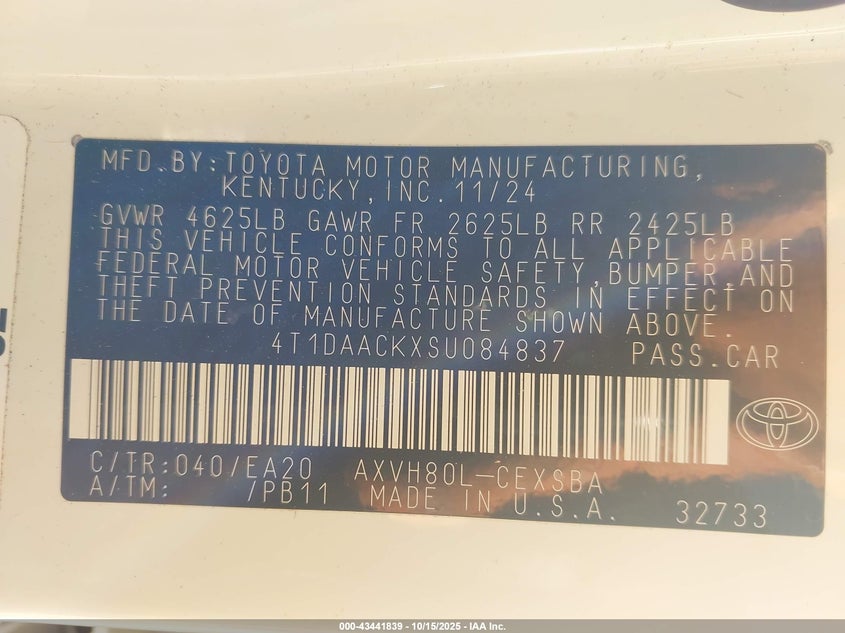 MFD.BY:TOYOTA MOTOR MANUFACTURING,
KENTUCKY,INC.11/24
GVWR 4625LB GAWR FR 2625LB RR 2425LB
THIS VEHICLE CONFORMS TO ALL APPLICABLE
FEDERAL MOTOR VEHICLE SAFETY,BUMPER,AND
THEFT PREVENTION STANDARDS IN EFFECT ON
THE DATE OF MANUFACTURE SHOWN ABOVE.
4T1DAACKXSU084837 PASS.CAR
C/TR:040/EA20 AXVH80L-CEXSBA
A/TM: /PB11 MADE IN U.S.A. 32733
000-43441839 - 10/15/2025 - IAA Inc.